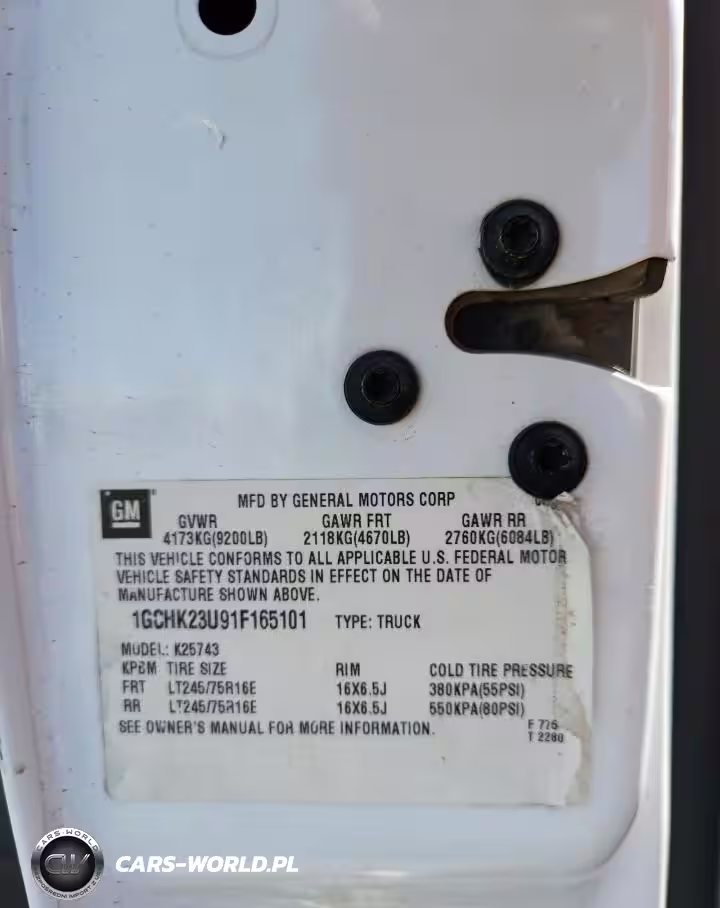 GM
MFD BY GENERAL MOTORS CORP
GVWR GAWR FRT GAWR RR
4173KG(9200LB) 2118KG(4670LB) 2760KG(6084LB)
THIS VEHICLE CONFORMS TO ALL APPLICABLE U.S. FEDERAL MOTOR
VEHICLE SAFETY STANDARDS IN EFFECT ON THE DATE OF
MANUFACTURE SHOWN ABOVE.
1GCHK23U91F165101 TYPE: TRUCK
MODEL: K25743
TIRE SIZE RIM COLD TIRE PRESSURE
FRT LT245/75R16E 16X6.5J 380KPA(55PSI)
RR LT245/75R16E 16X6.5J 550KPA(80PSI)
SEE OWNER'S MANUAL FOR MORE INFORMATION.
F 775
T 2280
CARS-WORLD
CARS-WORLD.PL